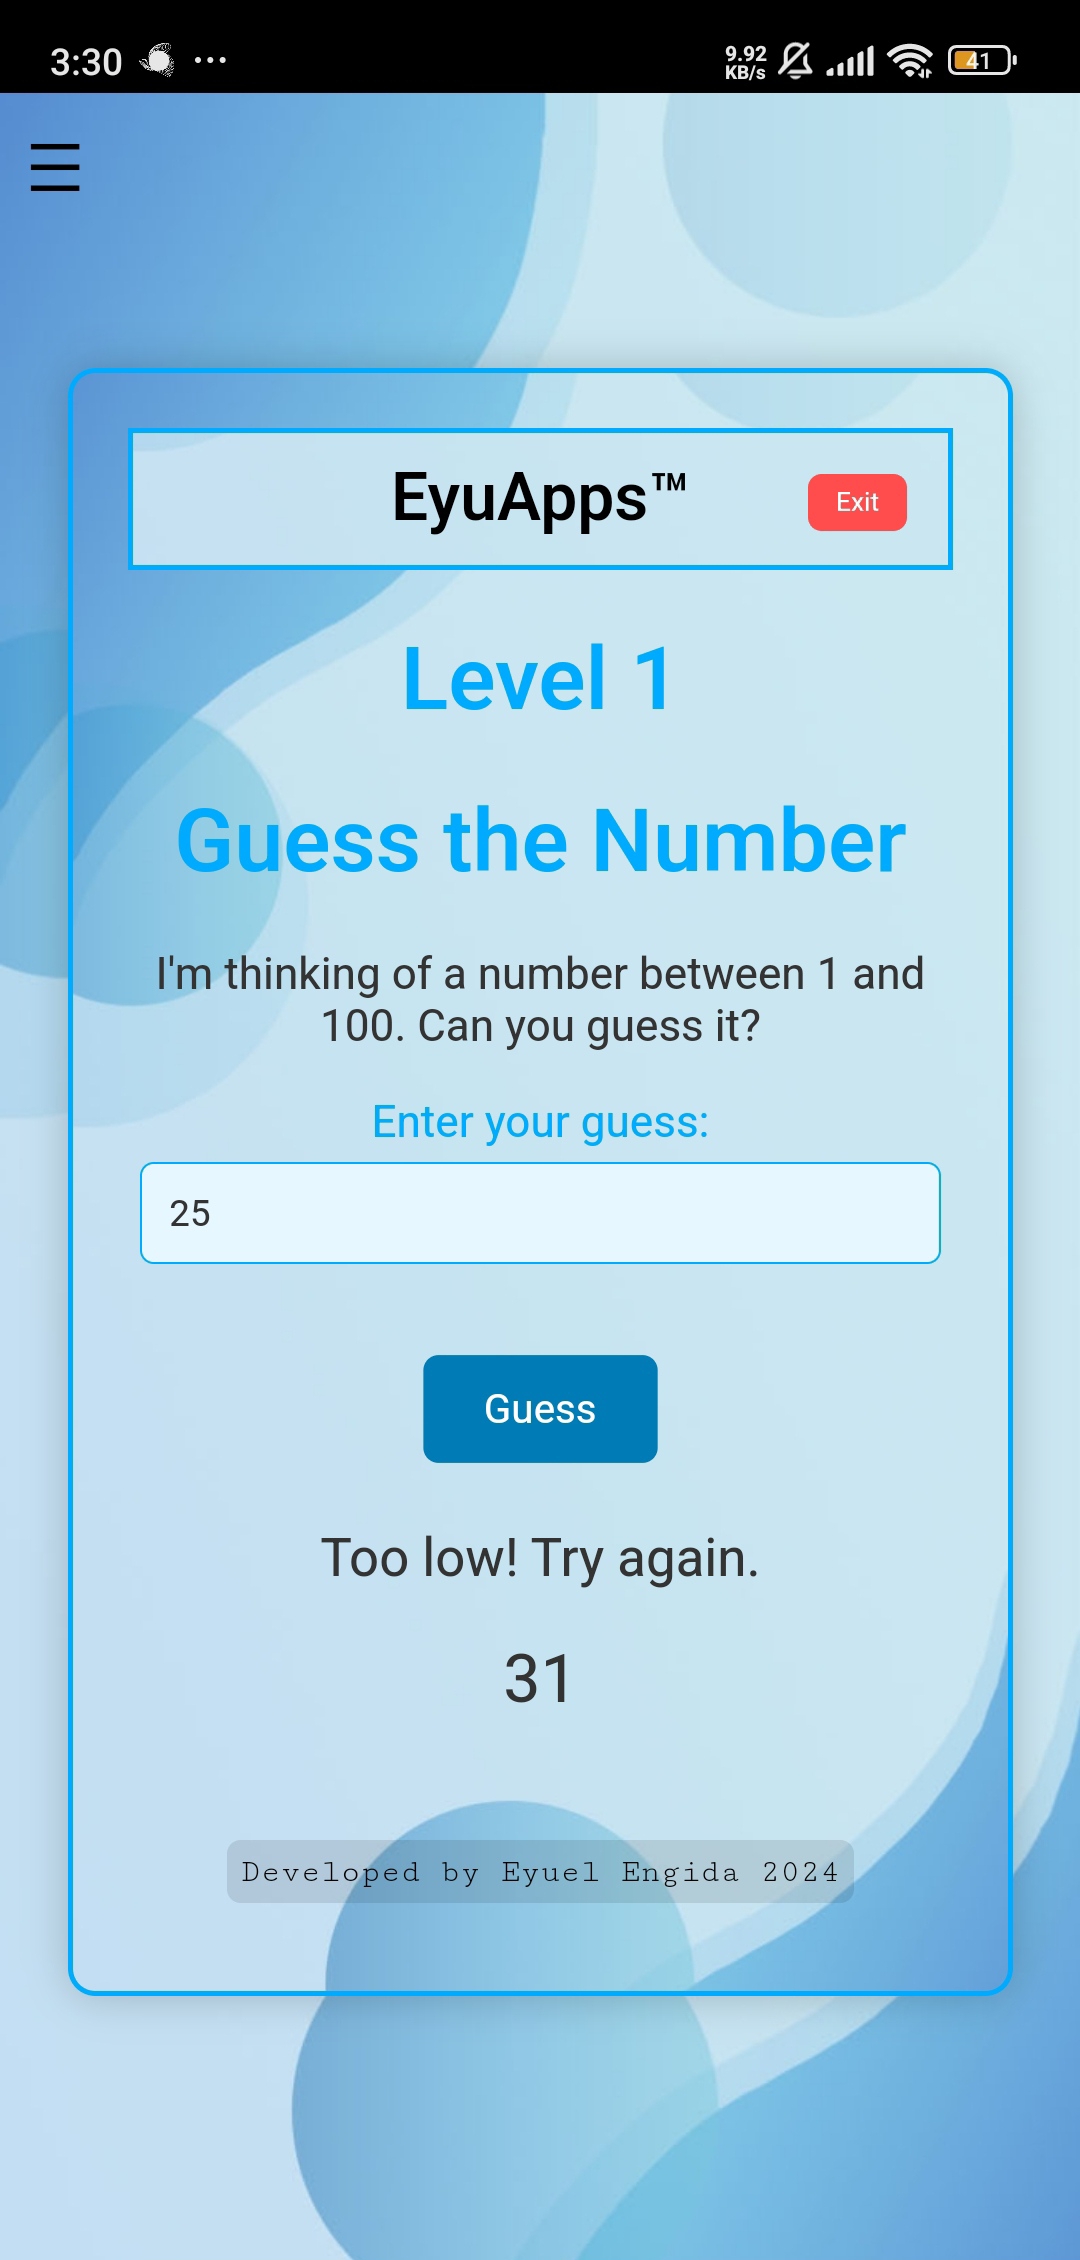 3:30
9.92
KB/s
41
EyuApps™
Exit
Level 1
Guess the Number
I'm thinking of a number between 1 and
100. Can you guess it?
Enter your guess:
25
Guess
Too low! Try again.
31
Developed by Eyuel Engida 2024